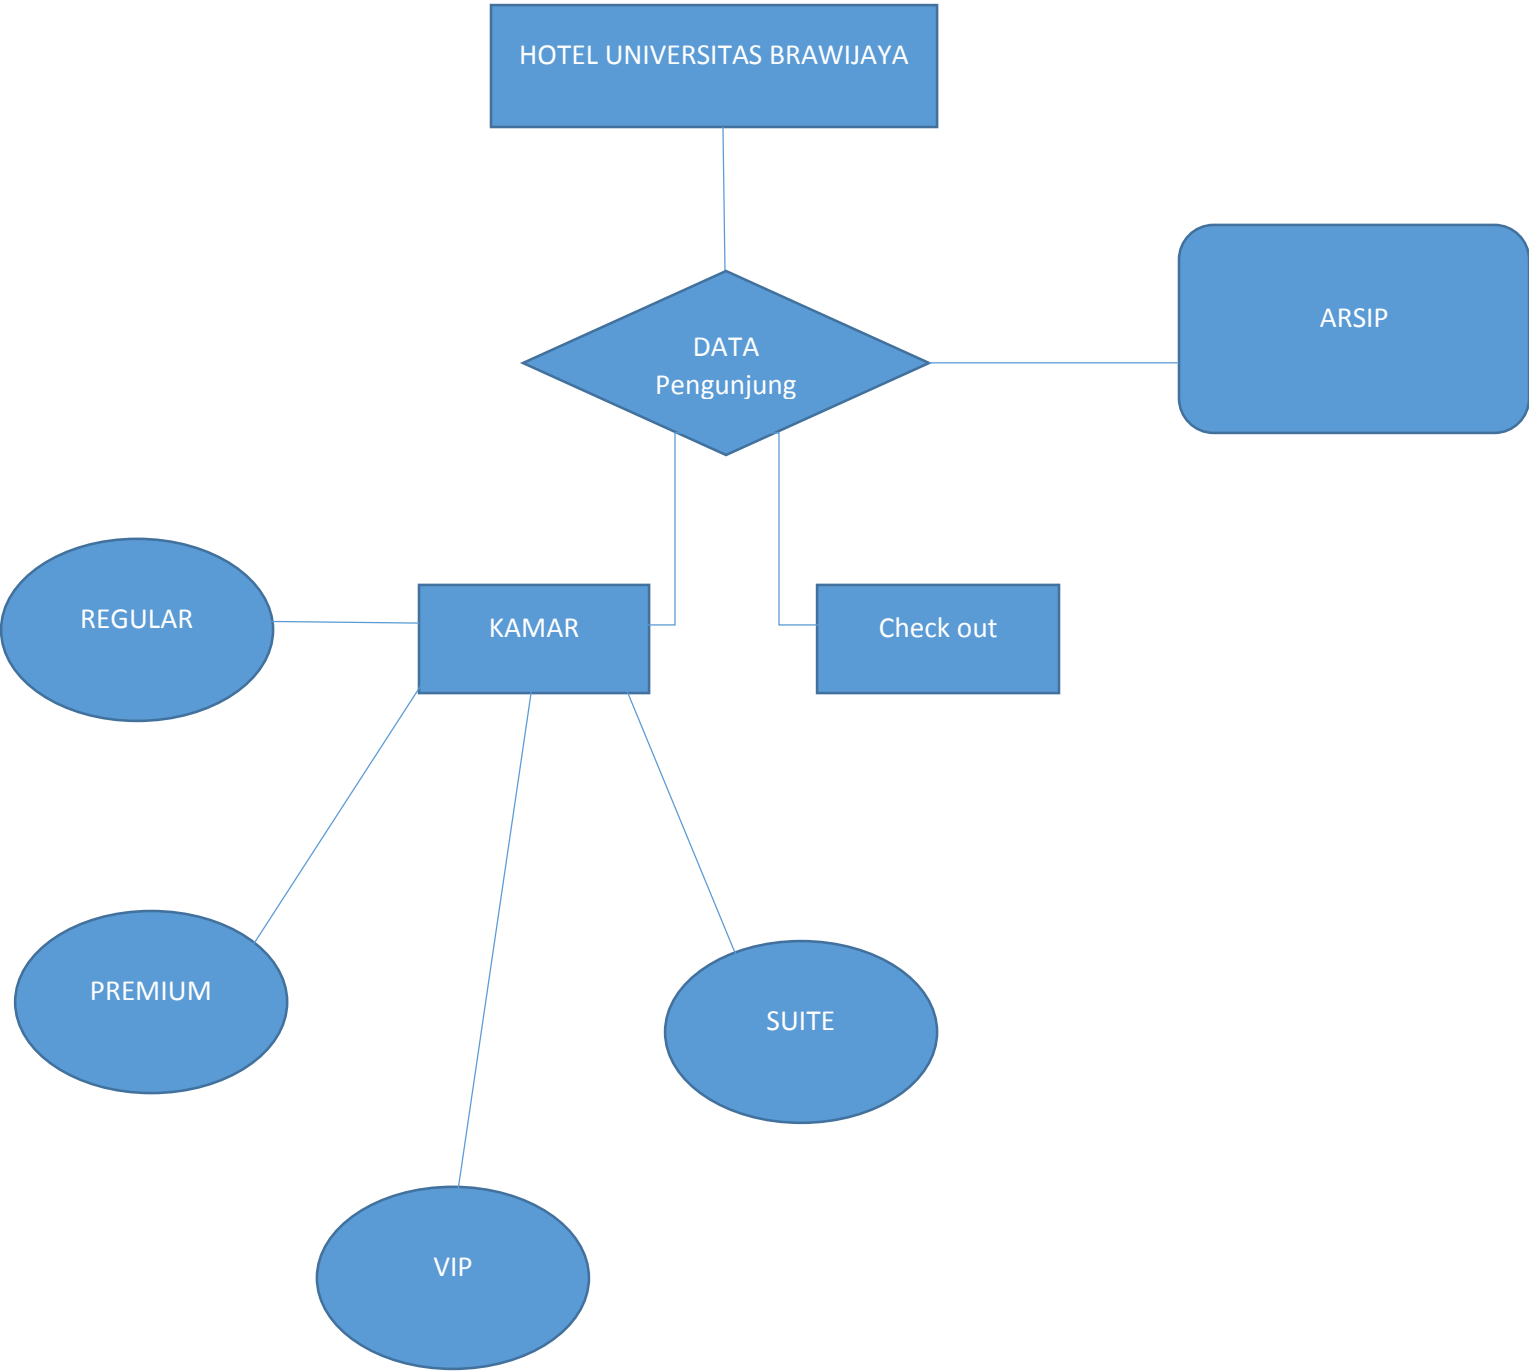 HOTEL UNIVERSITAS BRAWIJAYA
ARSIP
DATA
Pengunjung
REGULAR
KAMAR
Check out
PREMIUM
SUITE
VIP